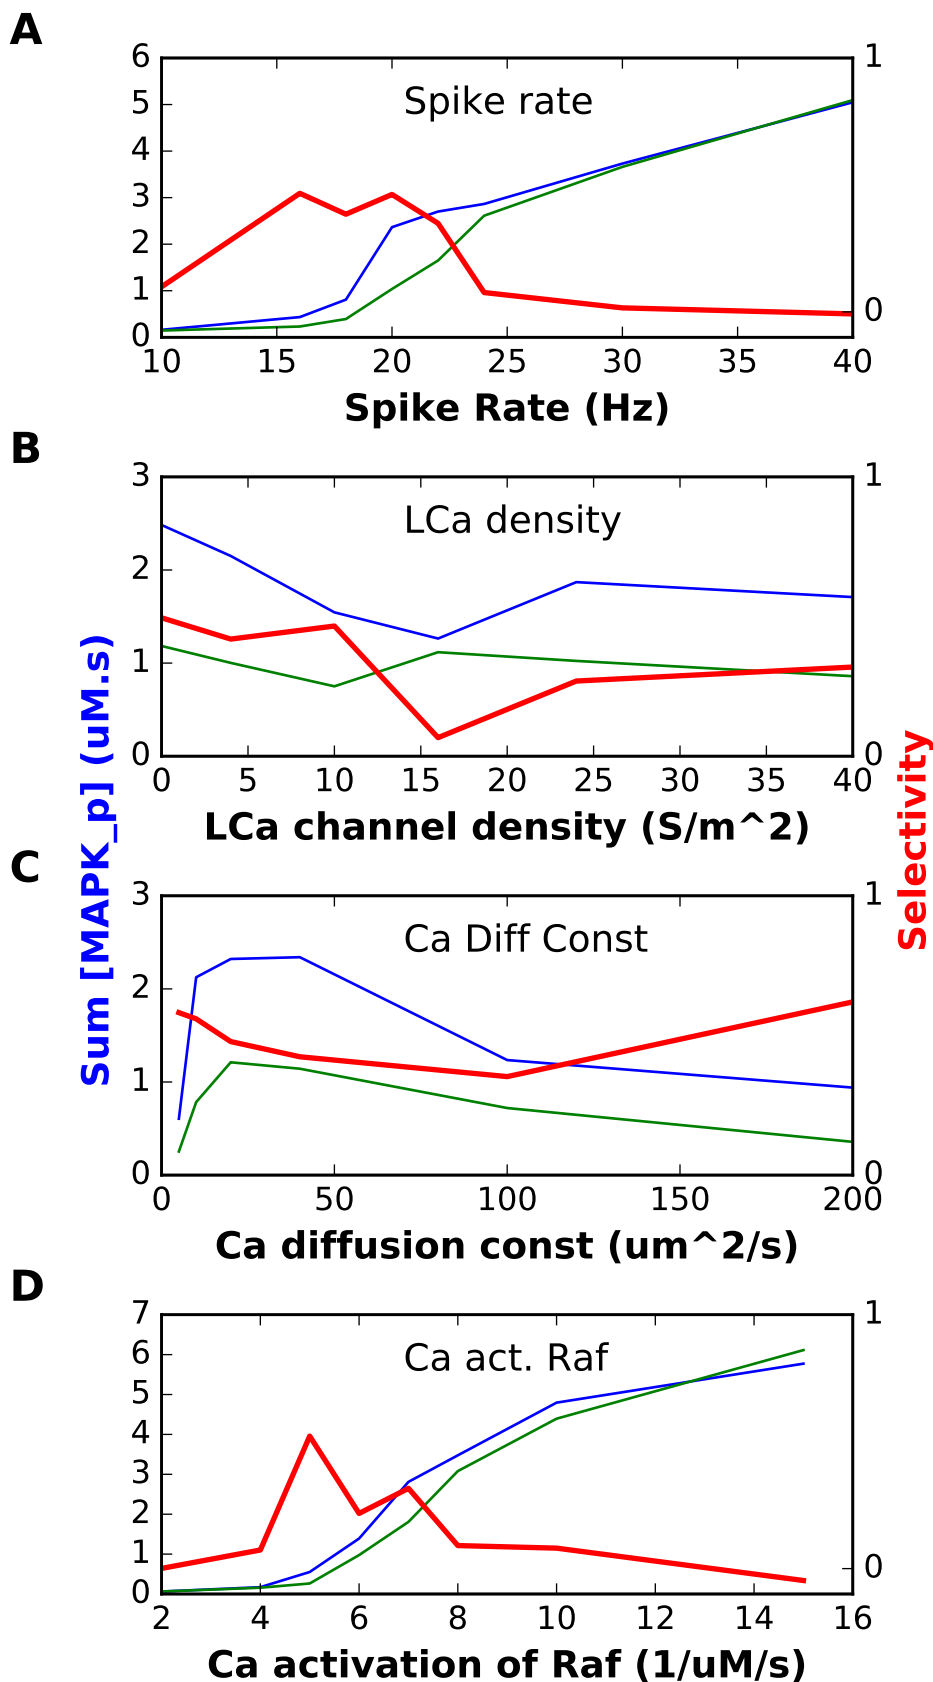 A
6
5
4
3
2
1
0
1
0
Spike rate
10 15 20 25 30 35 40
Spike Rate (Hz)
B
3
2
1
0
1
0
LCa density
0 5 10 15 20 25 30 35 40
LCa channel density (S/m^2)
Sum [MAPK_p] (uM.s)
Selectivity
C
3
2
1
0
1
0
Ca Diff Const
0 50 100 150 200
Ca diffusion const (um^2/s)
D
7
6
5
4
3
2
1
0
1
0
Ca act. Raf
2 4 6 8 10 12 14 16
Ca activation of Raf (1/uM/s)